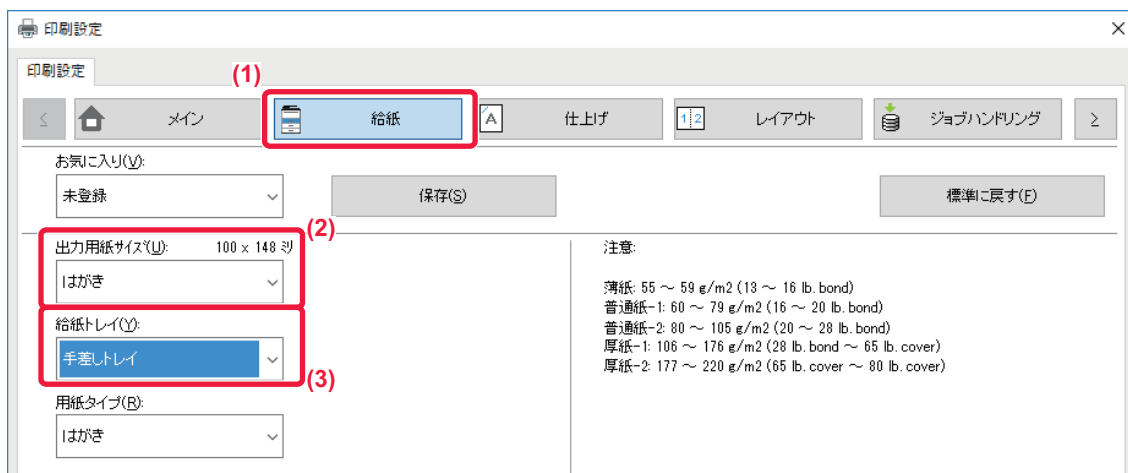 印刷設定
印刷設定
(1)
メイン
給紙
仕上げ
レイアウト
ジョブハンドリング
お気に入り(V):
未登録
保存(S)
標準に戻す(F)
(2)
出力用紙サイズ(U): 100 x 148 ミリ
はがき
給紙トレイ(Y):
手差しトレイ
(3)
用紙タイプ(R):
はがき
注意:
薄紙: 55 ～ 59 g/m2 (13 ～ 16 lb. bond)
普通紙-1: 60 ～ 79 g/m2 (16 ～ 20 lb. bond)
普通紙-2: 80 ～ 105 g/m2 (20 ～ 28 lb. bond)
厚紙-1: 106 ～ 176 g/m2 (28 lb. bond ～ 65 lb. cover)
厚紙-2: 177 ～ 220 g/m2 (65 lb. cover ～ 80 lb. cover)